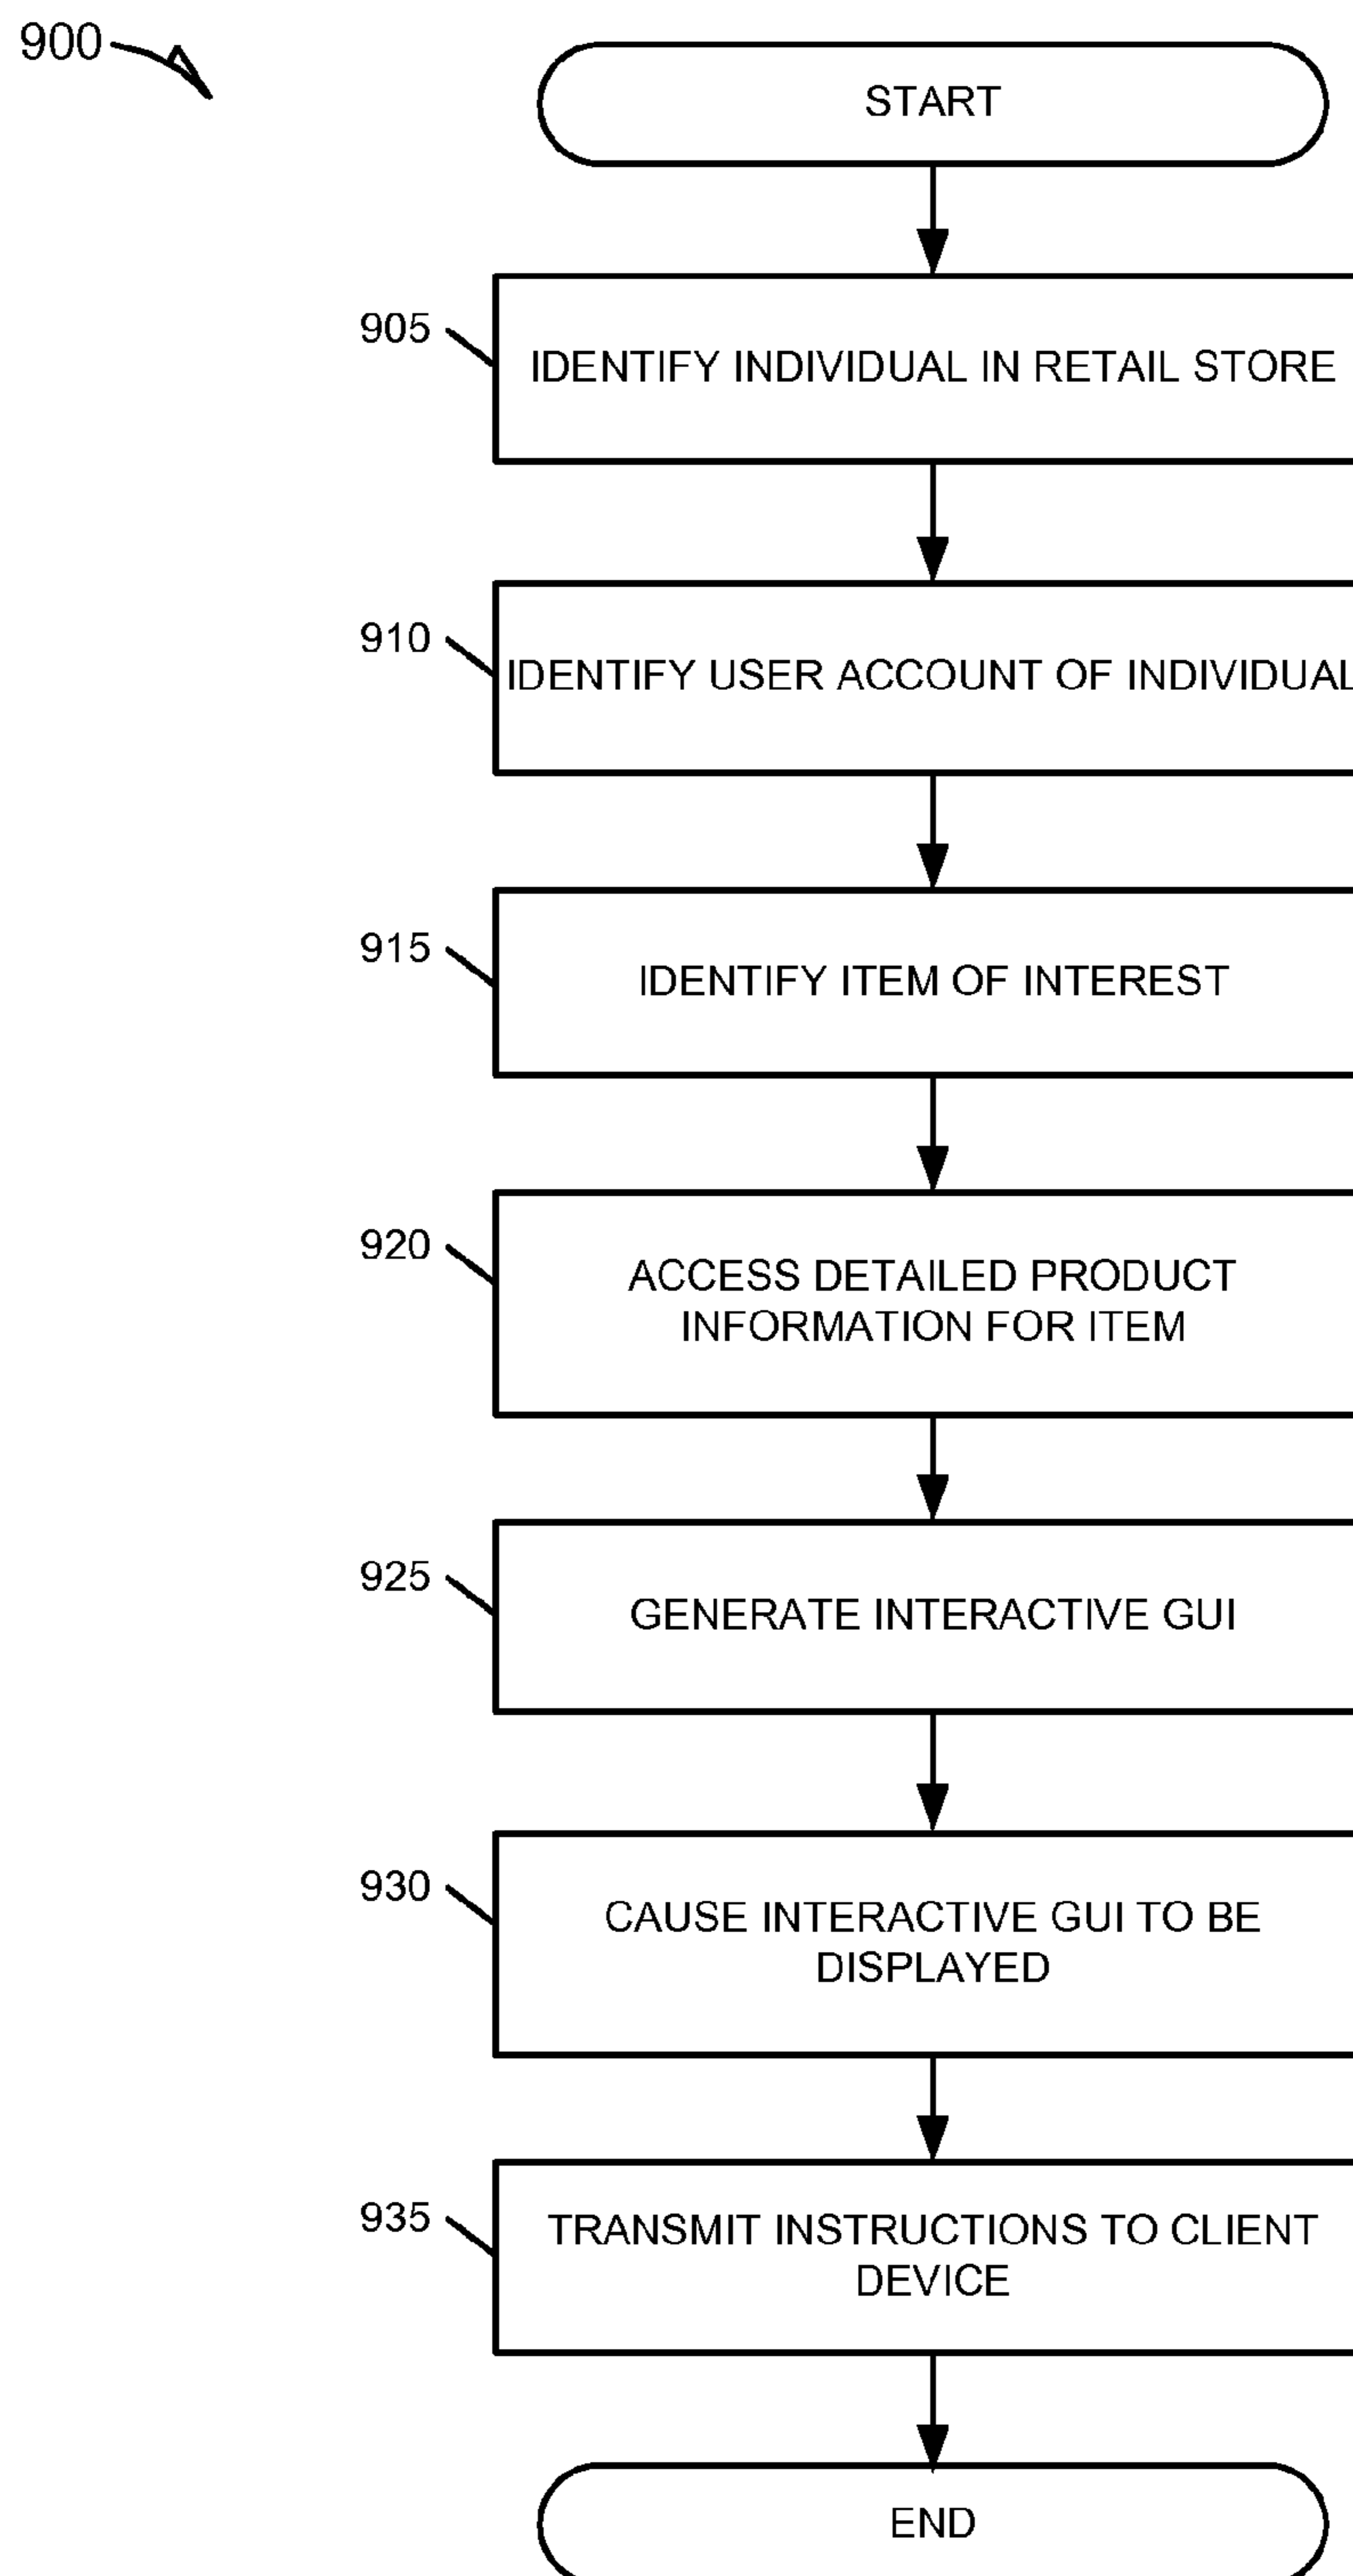 900
START
905
IDENTIFY INDIVIDUAL IN RETAIL STORE
910
IDENTIFY USER ACCOUNT OF INDIVIDUAL
915
IDENTIFY ITEM OF INTEREST
920
ACCESS DETAILED PRODUCT
INFORMATION FOR ITEM
925
GENERATE INTERACTIVE GUI
930
CAUSE INTERACTIVE GUI TO BE
DISPLAYED
935
TRANSMIT INSTRUCTIONS TO CLIENT
DEVICE
END